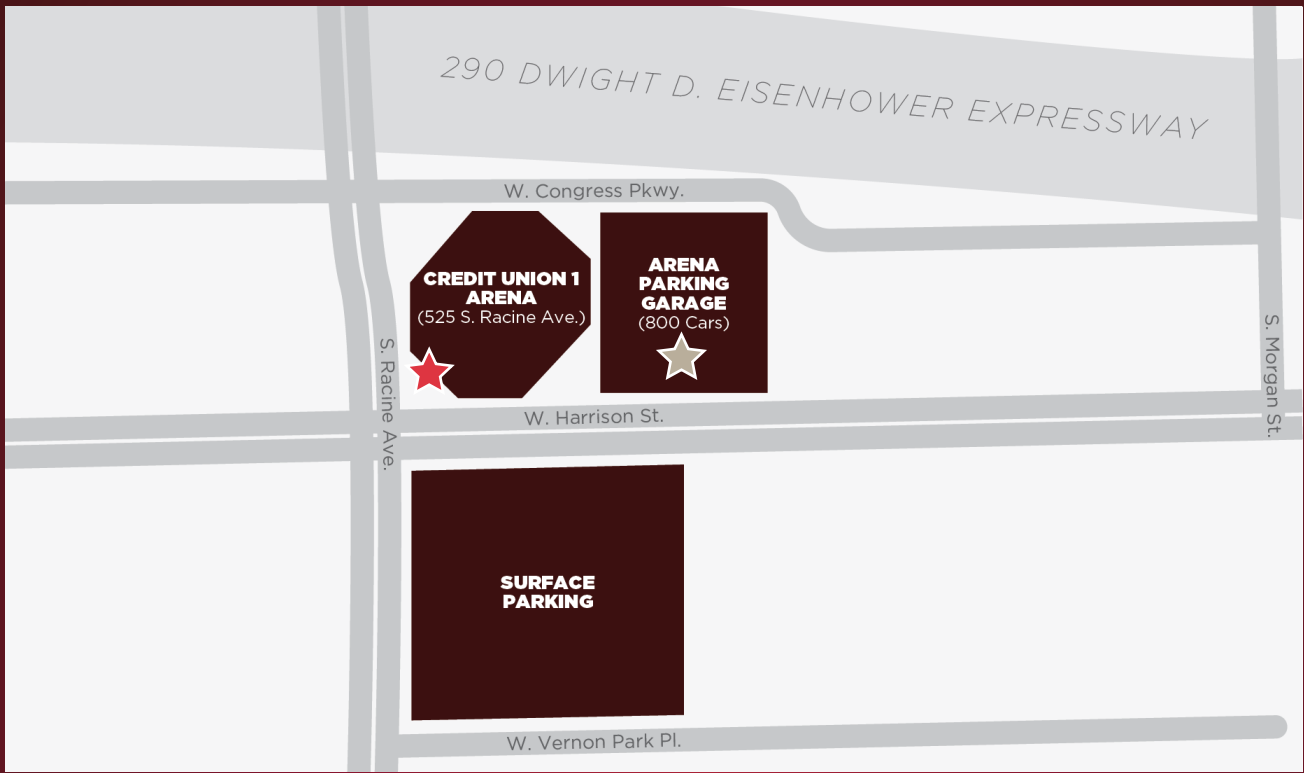 290 DWIGHT D. EISENHOWER EXPRESSWAY
W. Congress Pkwy.
CREDIT UNION 1
ARENA
(525 S. Racine Ave.)
ARENA
PARKING
GARAGE
(800 Cars)
S. Racine Ave.
S. Morgan St.
W. Harrison St.
SURFACE
PARKING
W. Vernon Park Pl.